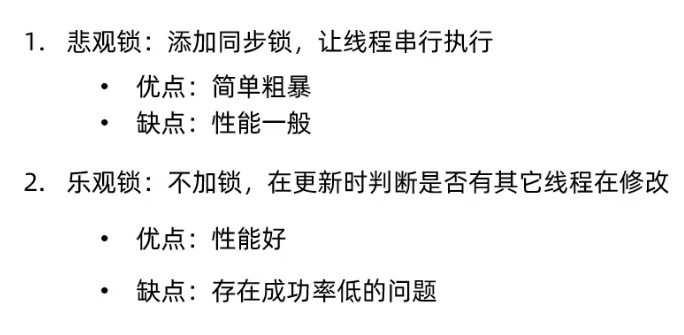 1. 悲观锁：添加同步锁，让线程串行执行
• 优点：简单粗暴
• 缺点：性能一般
2. 乐观锁：不加锁，在更新时判断是否有其它线程在修改
• 优点：性能好
• 缺点：存在成功率低的问题